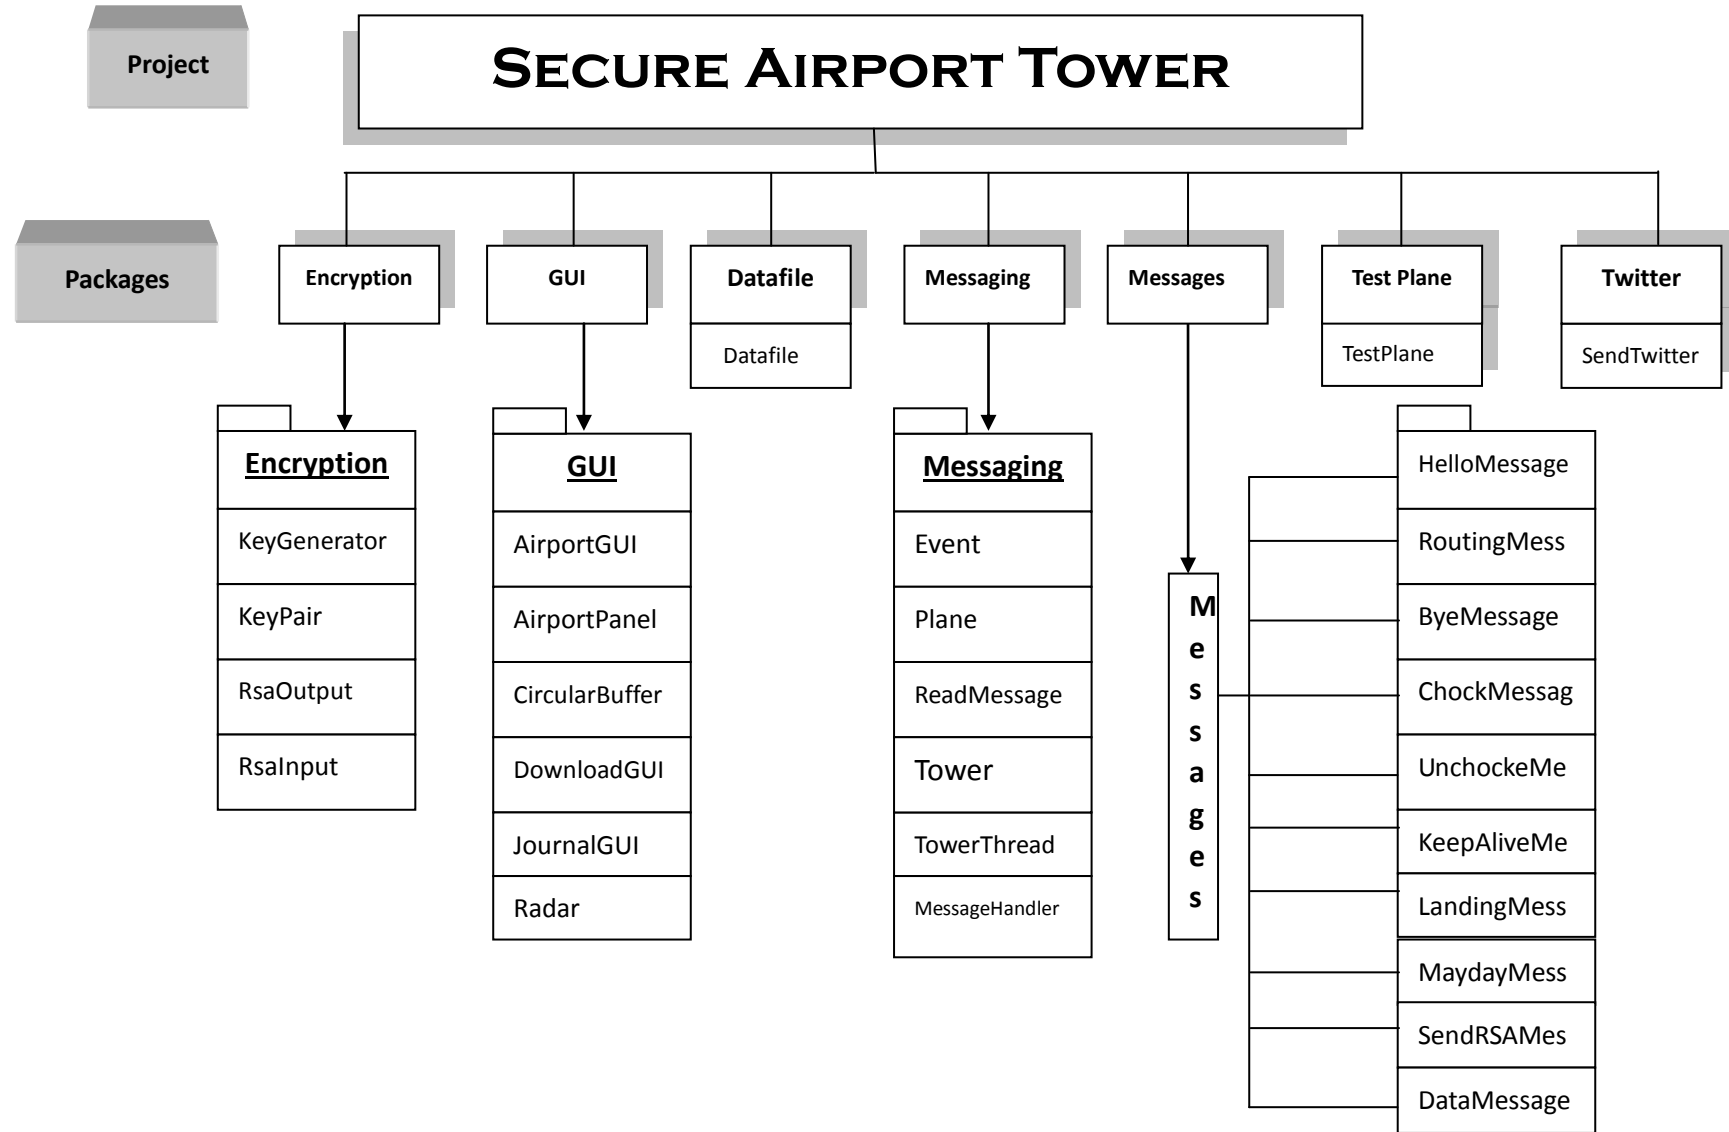 Project
SECURE AIRPORT TOWER
Packages
Encryption
GUI
Datafile
Messaging
Messages
Test Plane
Twitter
Datafile
TestPlane
SendTwitter
Encryption
KeyGenerator
KeyPair
RsaOutput
RsaInput
GUI
AirportGUI
AirportPanel
CircularBuffer
DownloadGUI
JournalGUI
Radar
Messaging
Event
Plane
ReadMessage
Tower
TowerThread
MessageHandler
M
e
s
s
a
g
e
s
HelloMessage
RoutingMess
ByeMessage
ChockMessag
UnchockeMe
KeepAliveMe
LandingMess
MaydayMess
SendRSAMes
DataMessage